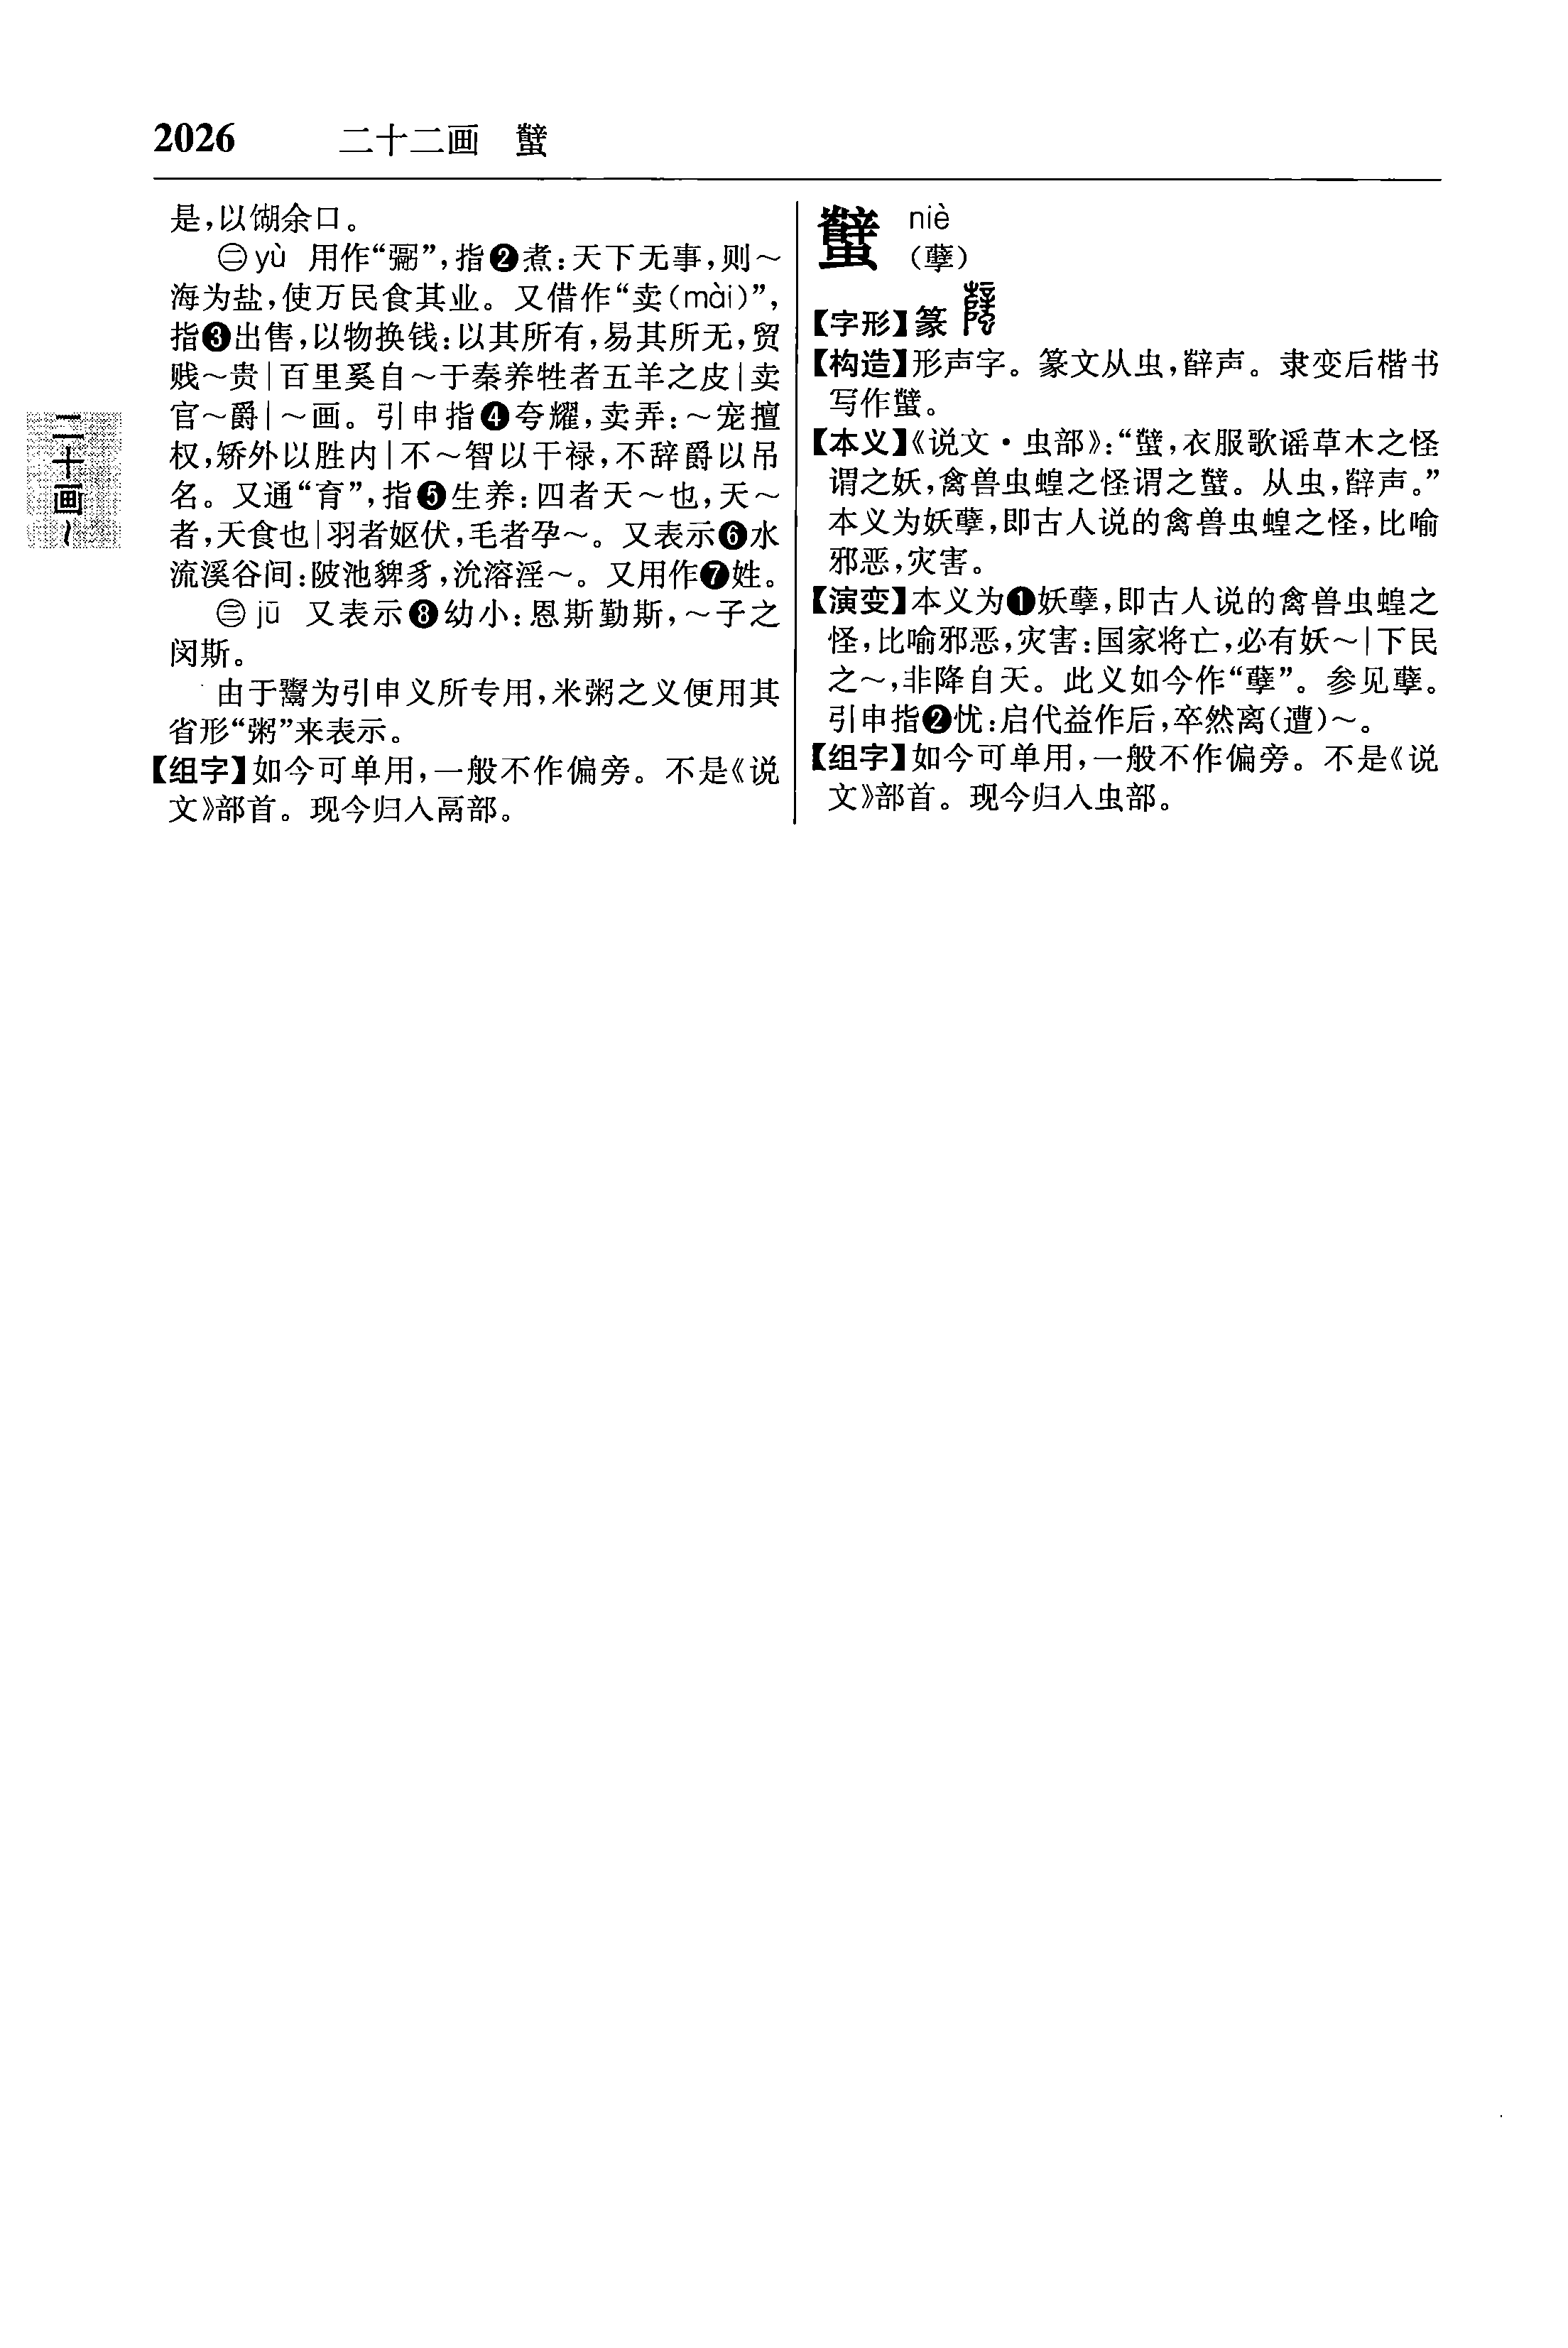 2026 二十二画 蠥
是,以餬余口。
㊁yù 用作“鬻”,指❷煮:天下无事,则～
海为盐,使万民食其业。又借作“卖(mài)”,
指❸出售,以物换钱:以其所有,易其所无,贸
贱～贵|百里奚自～于秦养牲者五羊之皮|卖
官～爵|～画。引申指❹夸耀,卖弄:～宠擅
权,矫外以胜内|不～智以干禄,不辞爵以吊
名。又通“育”,指❺生养:四者天～也,天～
者,天食也|羽者妪伏,毛者孕～。又表示❻水
流溪谷间:陂池貏豸,沇溶淫～。又用作❼姓。
㊂jū 又表示❽幼小:恩斯勤斯,～子之
闵斯。
由于鬻为引申义所专用,米粥之义便用其
省形“粥”来表示。
【组字】如今可单用,一般不作偏旁。不是《说
文》部首。现今归入鬲部。
蠥 niè
(孽)
【字形】篆
【构造】形声字。篆文从虫,辥声。隶变后楷书
写作蠥。
【本义】《说文·虫部》:“蠥,衣服歌谣草木之怪
谓之妖,禽兽虫蝗之怪谓之蠥。从虫,辥声。”
本义为妖孽,即古人说的禽兽虫蝗之怪,比喻
邪恶,灾害。
【演变】本义为❶妖孽,即古人说的禽兽虫蝗之
怪,比喻邪恶,灾害:国家将亡,必有妖～|下民
之～,非降自天。此义如今作“孽”。参见孽。
引申指❷忧:启代益作后,卒然离(遭)～。
【组字】如今可单用,一般不作偏旁。不是《说
文》部首。现今归入虫部。
二十画～